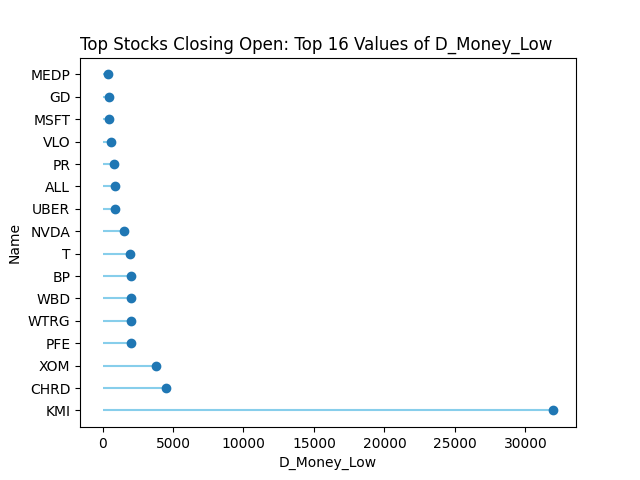 Top Stocks Closing Open: Top 16 Values of D_Money_Low
MEDP
GD
MSFT
VLO
PR
ALL
UBER
NVDA
T
BP
WBD
WTRG
PFE
XOM
CHRD
KMI
Name
0 5000 10000 15000 20000 25000 30000
D_Money_Low